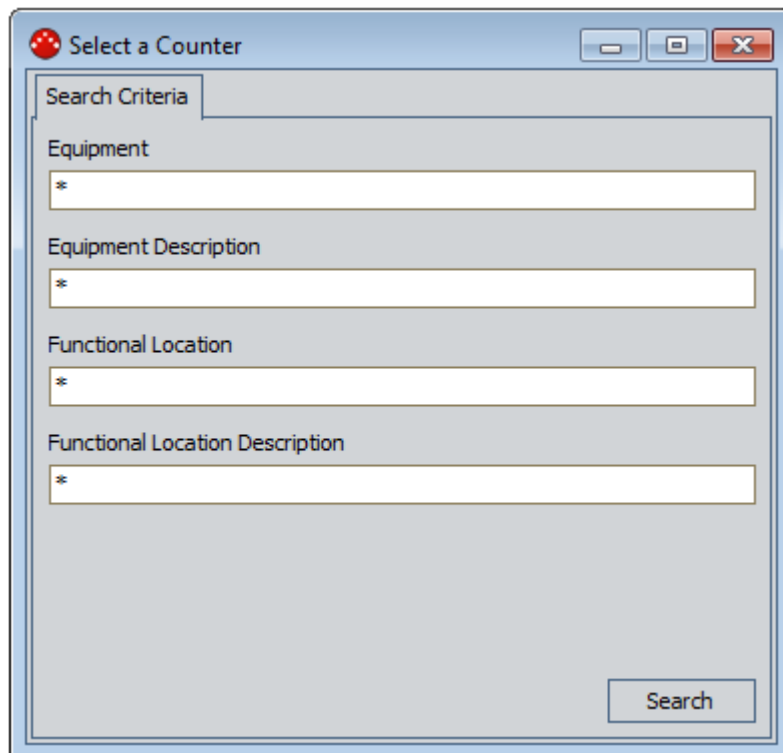 Select a Counter
Search Criteria
Equipment
*
Equipment Description
*
Functional Location
*
Functional Location Description
*
Search